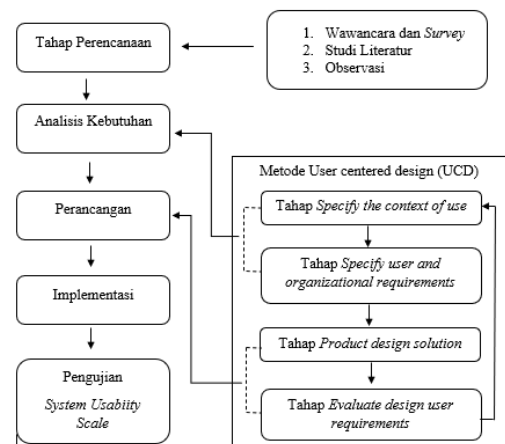 Tahap Perencanaan
1. Wawancara dan Survey
2. Studi Literatur
3. Observasi
Analisis Kebutuhan
Perancangan
Implementasi
Pengujian
System Usabiity
Scale
Metode User centered design (UCD)
Tahap Specify the context of use
Tahap Specify user and
organizational requirements
Tahap Product design solution
Tahap Evaluate design user
requirements